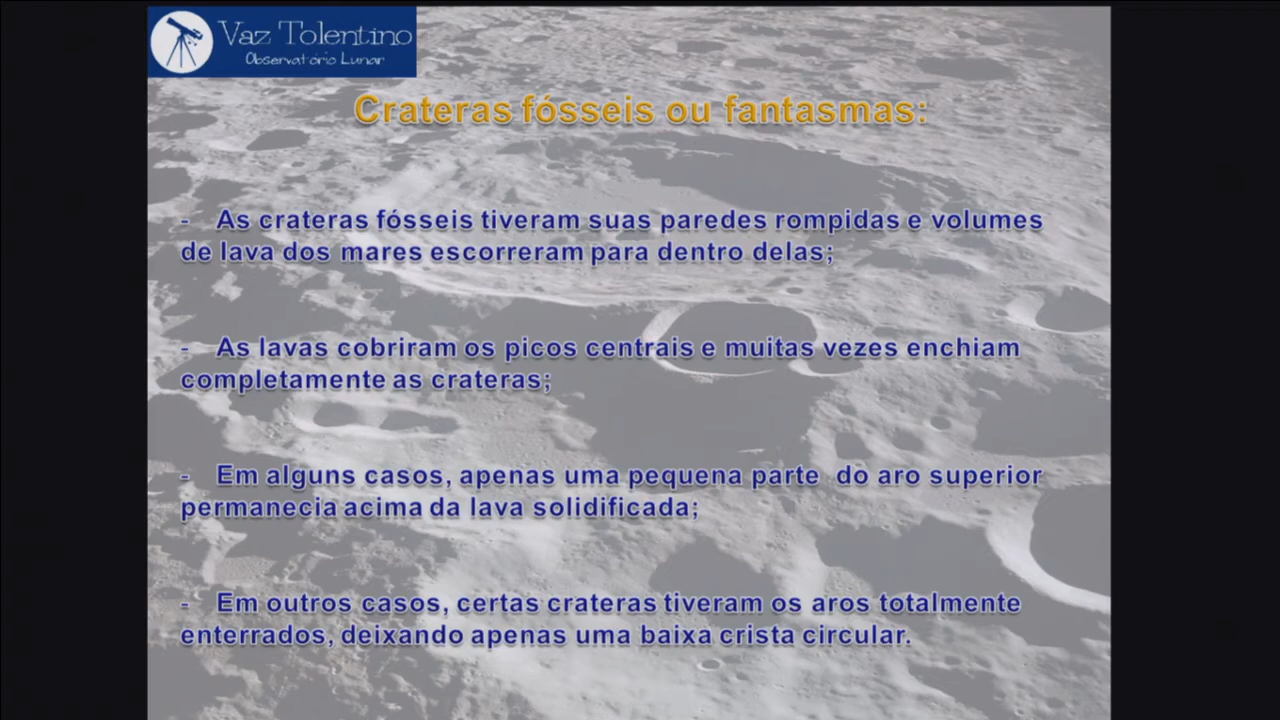 Vaz Tolentino
Observatório Lunar
Crateras fósseis ou fantasmas:
- As crateras fósseis tiveram suas paredes rompidas e volumes
de lava dos mares escorreram para dentro delas;
- As lavas cobriram os picos centrais e muitas vezes enchiam
completamente as crateras;
- Em alguns casos, apenas uma pequena parte do aro superior
permanecia acima da lava solidificada;
- Em outros casos, certas crateras tiveram os aros totalmente
enterrados, deixando apenas uma baixa crista circular.